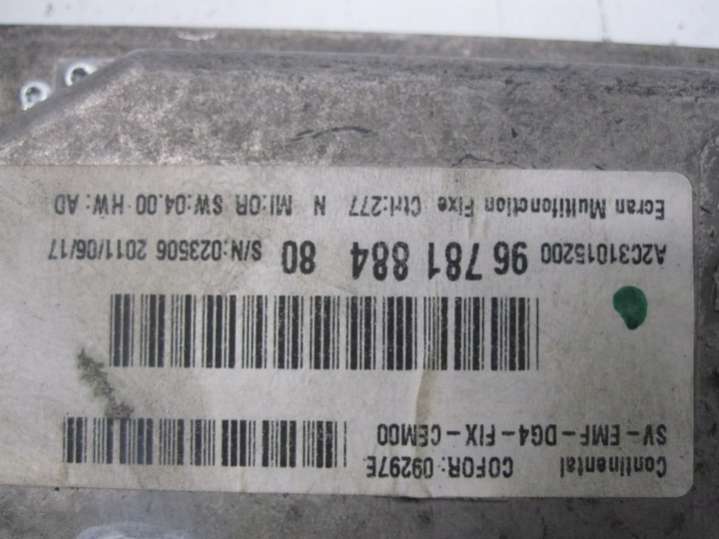 Continental COFOR: 09297E
SV-EMF-DG4-FIX-CEM00
A2C31015200 96 781 884 80 S/N:023506 2011/06/17
Ecran Multifonction Fixe Ctrl:277 N MI:OR SW:04.00 HW:AD